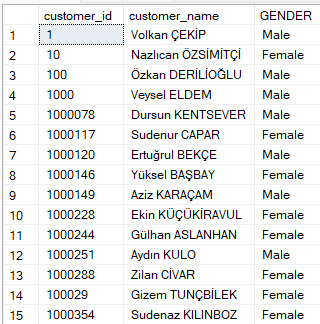 customer_id customer_name GENDER
1 1 Volkan ÇEKİP Male
2 10 Nazlıcan ÖZSİMİTÇİ Female
3 100 Özkan DERİLİOĞLU Male
4 1000 Veysel ELDEM Male
5 1000078 Dursun KENTSEVER Male
6 1000117 Sudenur CAPAR Female
7 1000120 Ertuğrul BEKÇE Male
8 1000146 Yüksel BAŞBAY Female
9 1000149 Aziz KARAÇAM Male
10 1000228 Ekin KÜÇÜKİRAVUL Female
11 1000244 Gülhan ASLANHAN Female
12 1000251 Aydın KULO Male
13 1000288 Zilan CİVAR Female
14 100029 Gizem TUNÇBİLEK Female
15 1000354 Sudenaz KILINBOZ Female